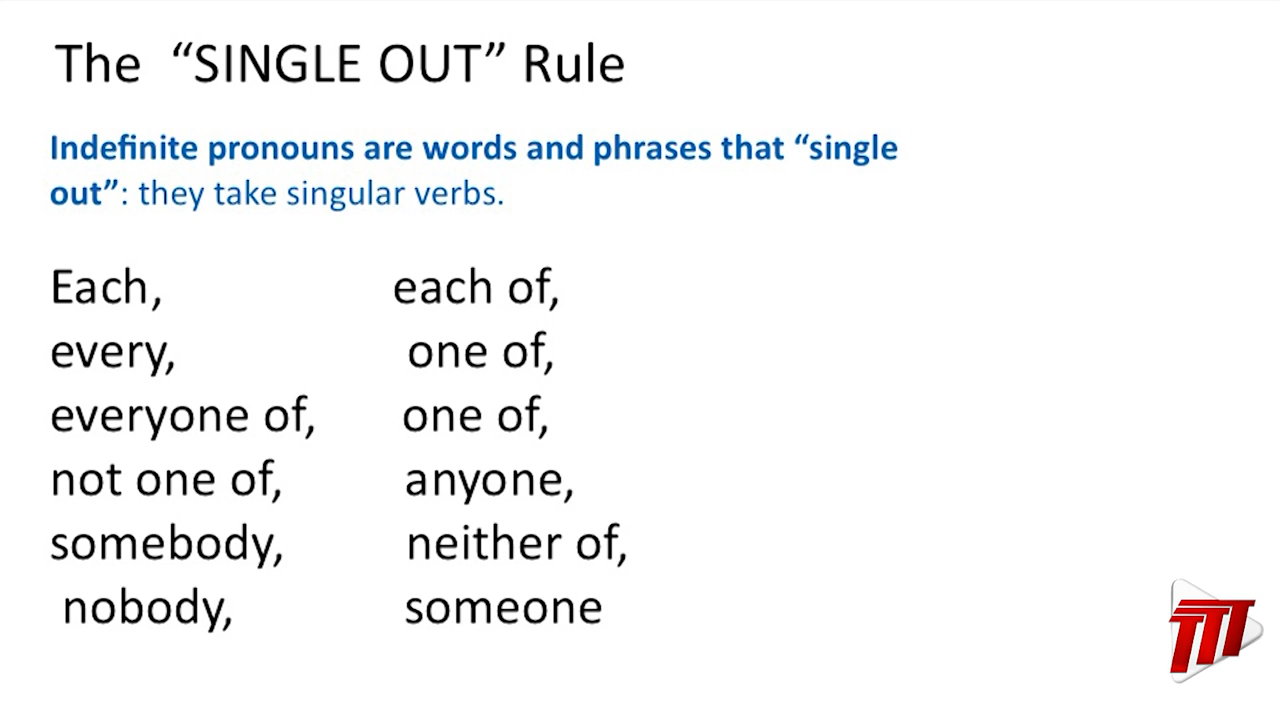 The “SINGLE OUT” Rule
Indefinite pronouns are words and phrases that “single
out”: they take singular verbs.
Each, each of,
every, one of,
everyone of, one of,
not one of, anyone,
somebody, neither of,
nobody, someone
TTT